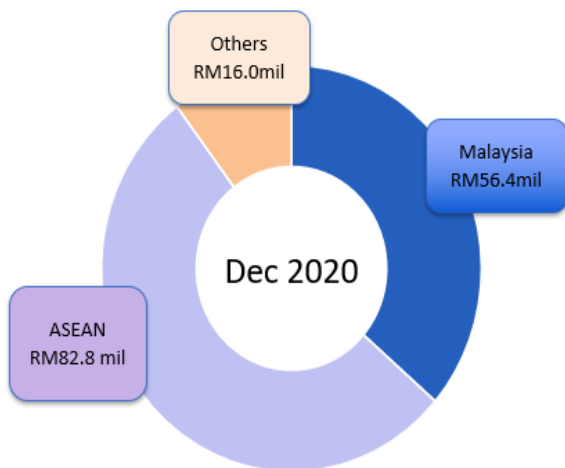 Others
RM16.0mil
Malaysia
RM56.4mil
Dec 2020
ASEAN
RM82.8 mil